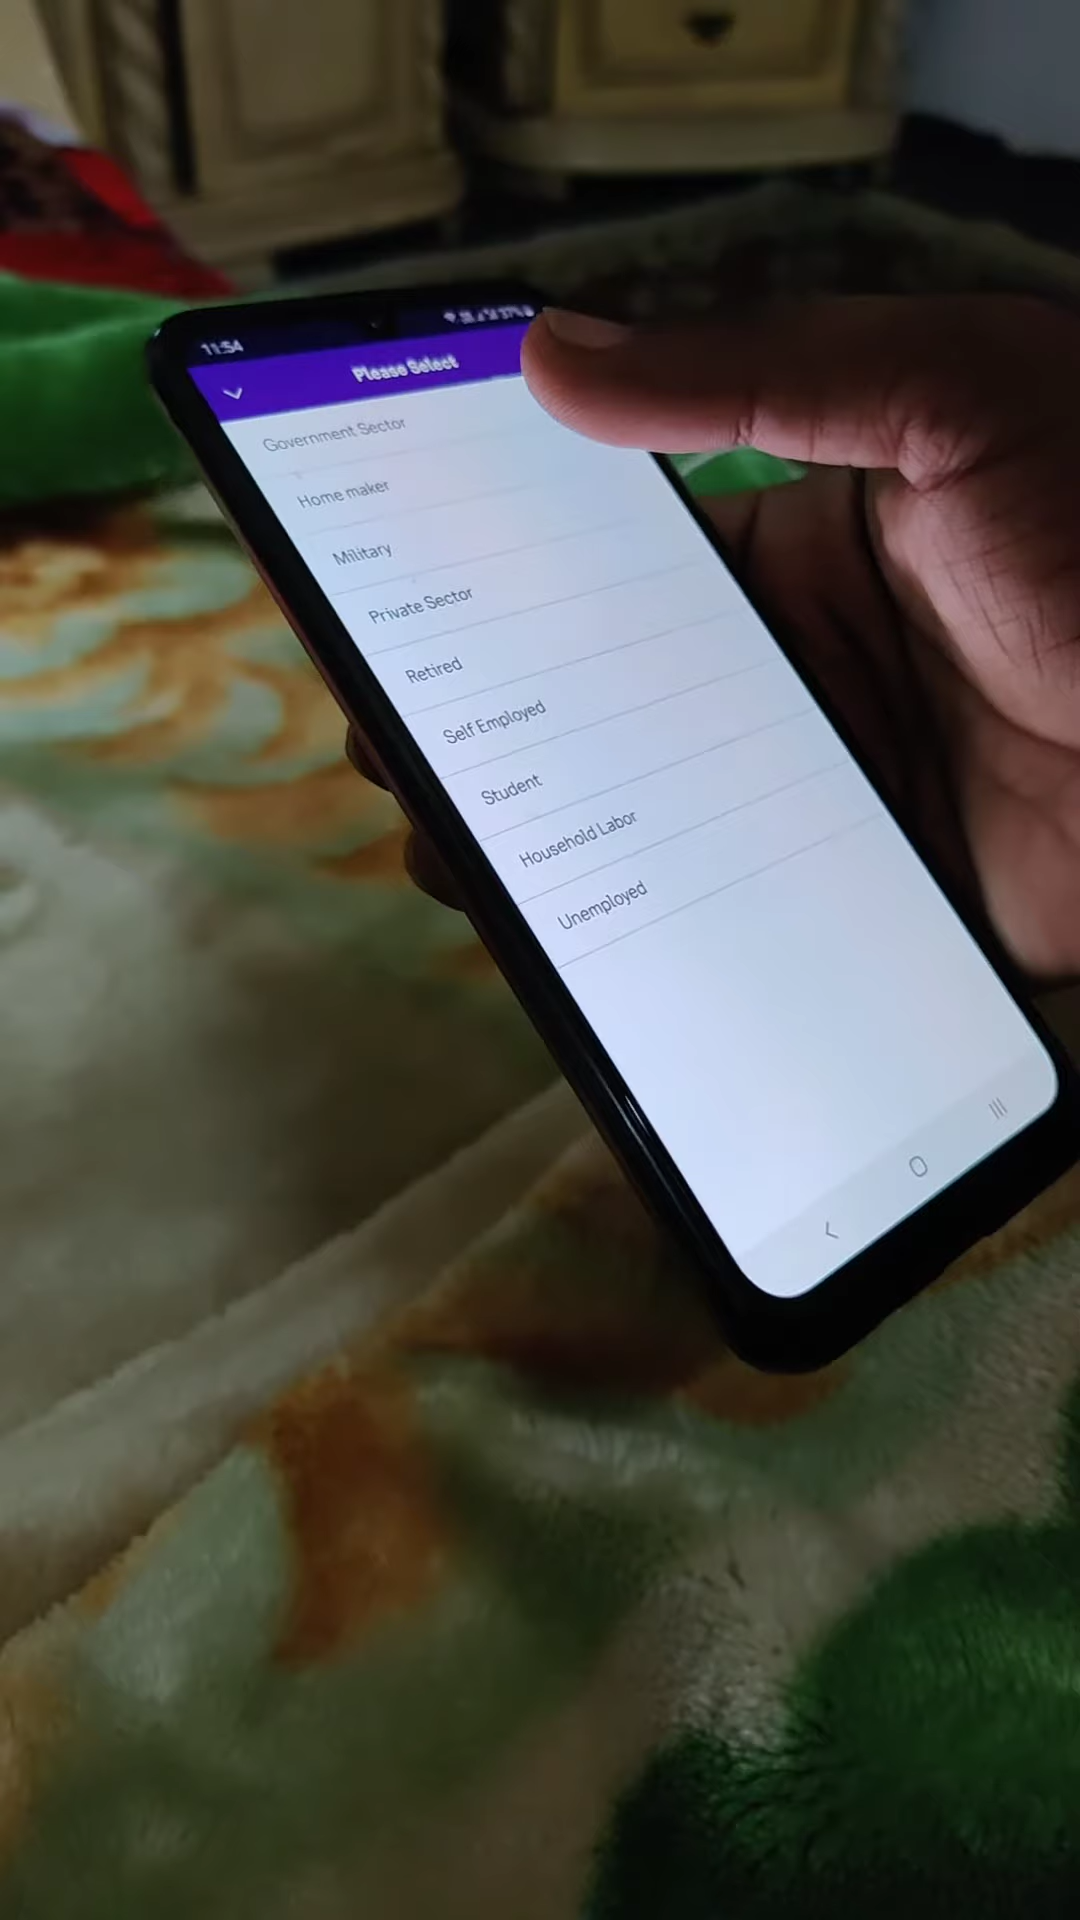 11:54
Please Select
Government Sector
Home maker
Military
Private Sector
Retired
Self Employed
Student
Household Labor
Unemployed